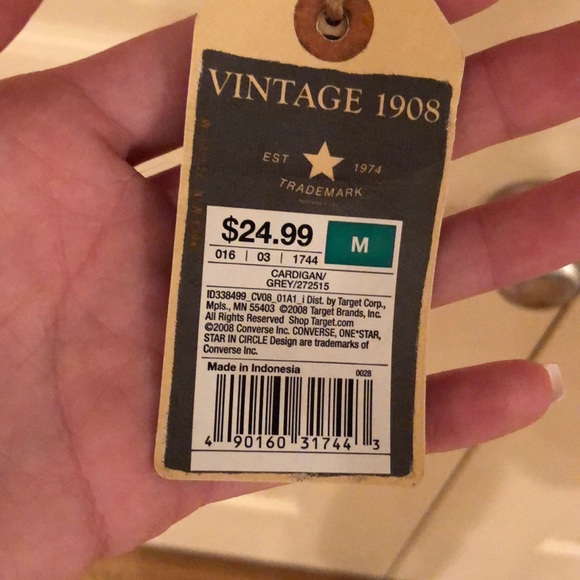 VINTAGE 1908
EST 1974
TRADEMARK
$24.99 M
016 | 03 | 1744
CARDIGAN/
GREY/272515
ID338499_CV08_01A1_i Dist. by Target Corp.,
Mpls., MN 55403 ©2008 Target Brands, Inc.
All Rights Reserved Shop Target.com
©2008 Converse Inc. CONVERSE, ONE*STAR,
STAR IN CIRCLE Design are trademarks of
Converse Inc.
Made in Indonesia 0028
4 90160 31744 3